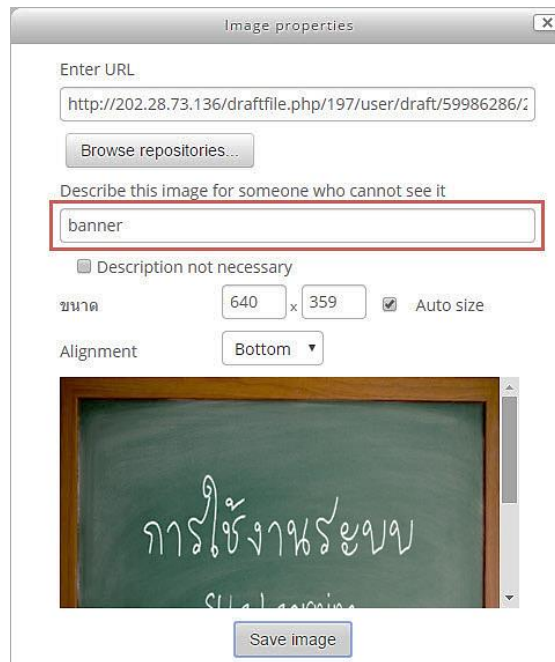 Image properties
Enter URL
http://202.28.73.136/draftfile.php/197/user/draft/59986286/2
Browse repositories...
Describe this image for someone who cannot see it
banner
Description not necessary
ขนาด 640 x 359 Auto size
Alignment Bottom
การใช้งานระบบ
Save image